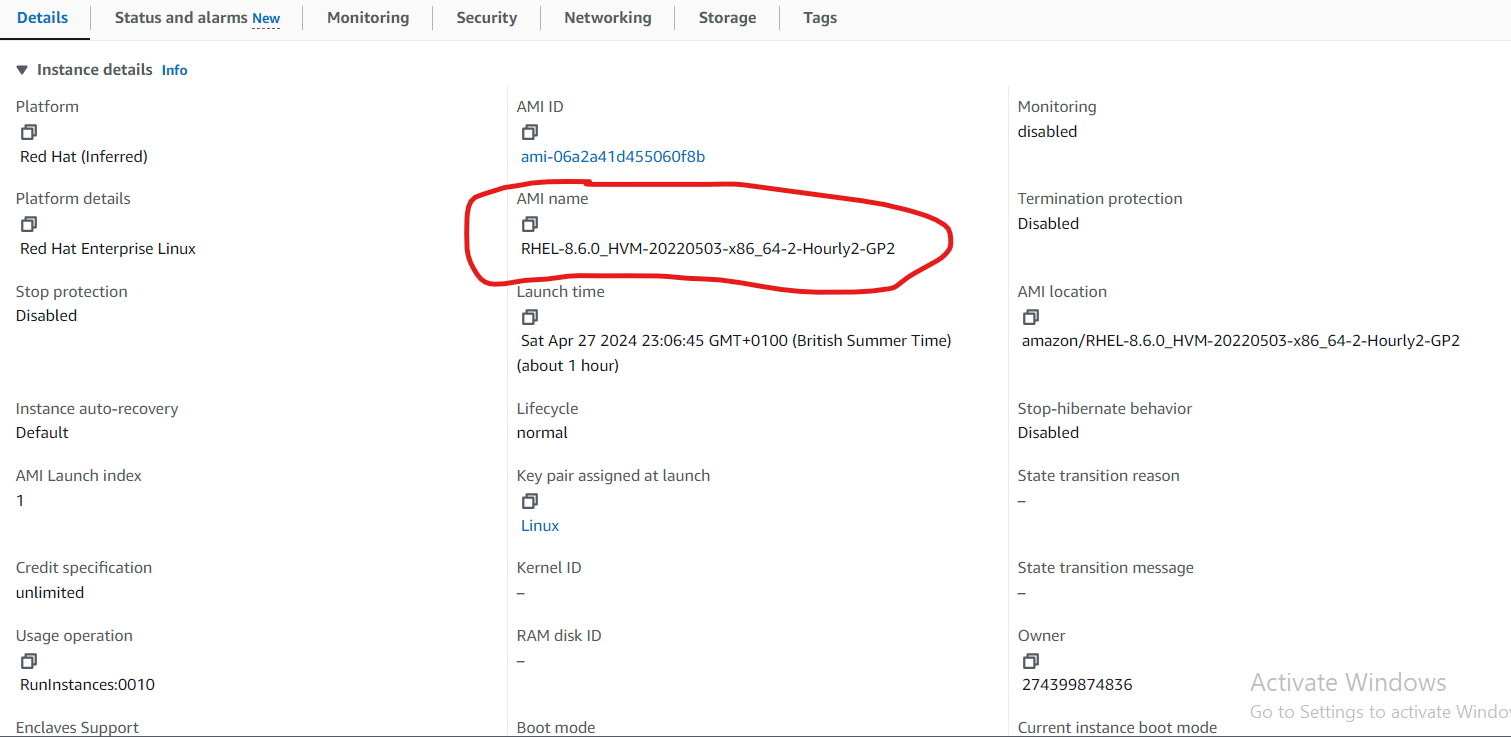 Details
Status and alarms New
Monitoring
Security
Networking
Storage
Tags
Instance details Info
Platform
Red Hat (Inferred)
AMI ID
ami-06a2a41d455060f8b
Monitoring
disabled
Platform details
Red Hat Enterprise Linux
AMI name
RHEL-8.6.0_HVM-20220503-x86_64-2-Hourly2-GP2
Termination protection
Disabled
Stop protection
Disabled
Launch time
Sat Apr 27 2024 23:06:45 GMT+0100 (British Summer Time)
(about 1 hour)
AMI location
amazon/RHEL-8.6.0_HVM-20220503-x86_64-2-Hourly2-GP2
Instance auto-recovery
Default
Lifecycle
normal
Stop-hibernate behavior
Disabled
AMI Launch index
1
Key pair assigned at launch
Linux
State transition reason
–
Credit specification
unlimited
Kernel ID
–
State transition message
–
Usage operation
RunInstances:0010
RAM disk ID
–
Owner
274399874836
Enclaves Support
Boot mode
Current instance boot mode
Activate Windows
Go to Settings to activate Windo